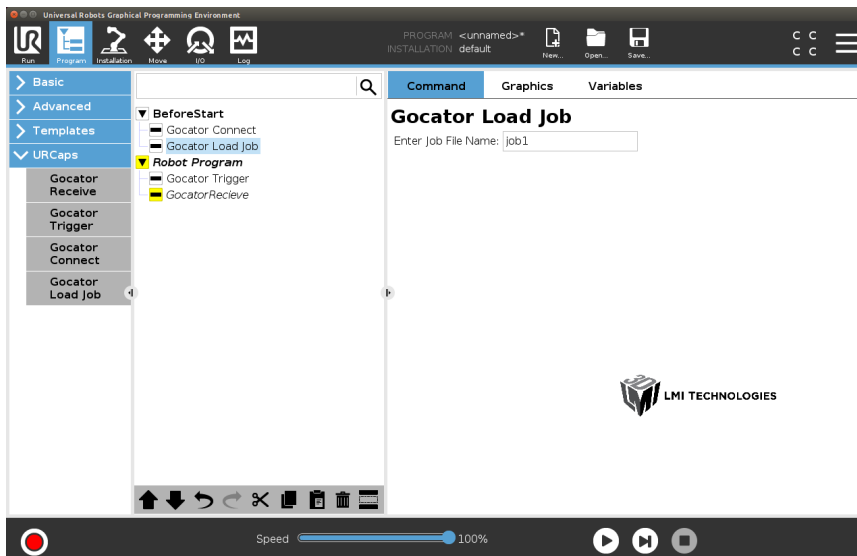 Universal Robots Graphical Programming Environment
Run
Program
Installation
Move
I/O
Log
PROGRAM <unnamed>*
INSTALLATION default
New...
Open...
Save...
C C
C C
Basic
Advanced
Templates
URCaps
Gocator
Receive
Gocator
Trigger
Gocator
Connect
Gocator
Load Job
BeforeStart
Gocator Connect
Gocator Load Job
Robot Program
Gocator Trigger
GocatorRecieve
Command
Graphics
Variables
Gocator Load Job
Enter Job File Name: job1
3D
LMI
LMI TECHNOLOGIES
Speed
100%